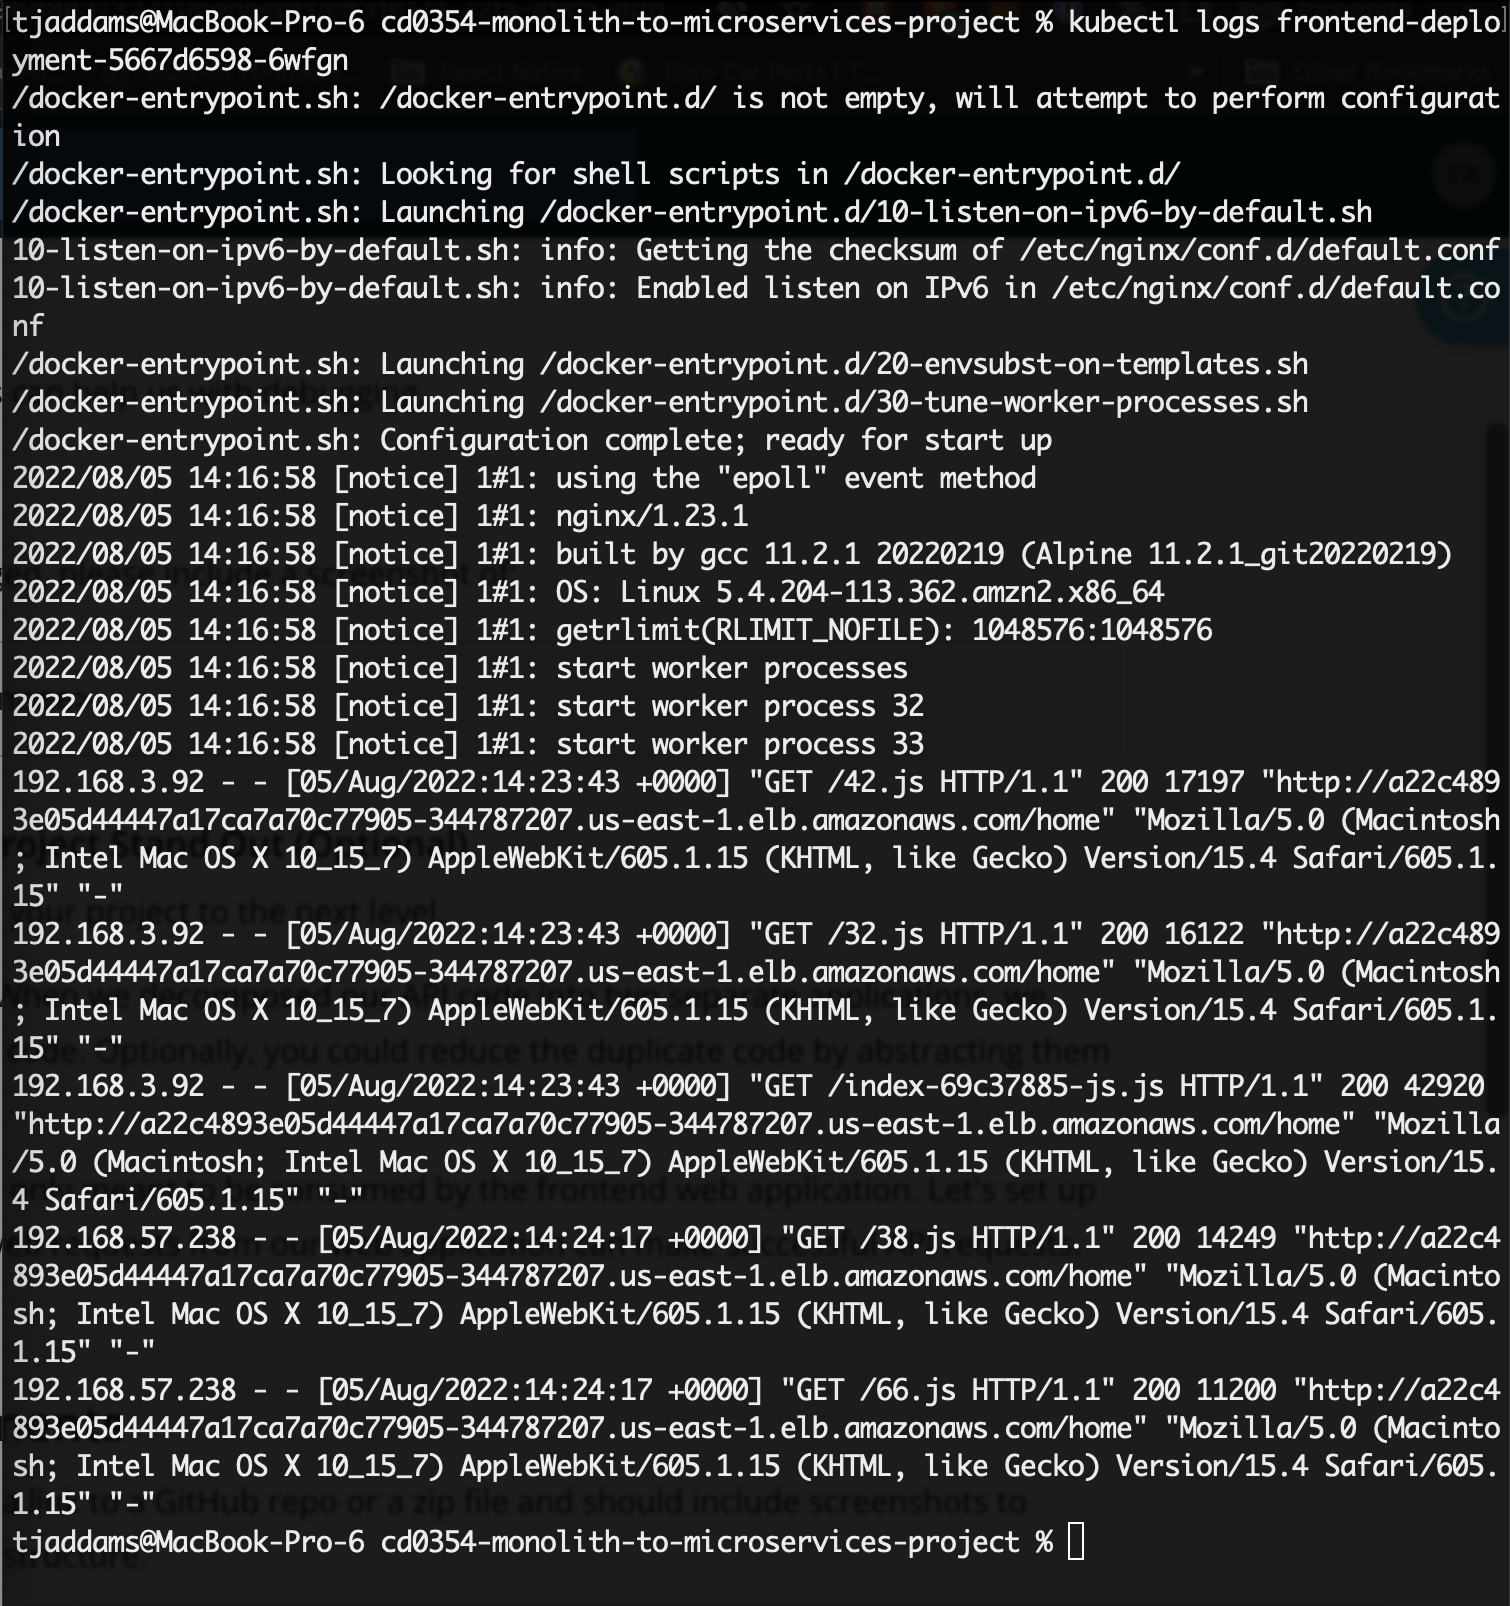 tjaddams@MacBook-Pro-6 cd0354-monolith-to-microservices-project % kubectl logs frontend-deplo
yment-5667d6598-6wfgn
/docker-entrypoint.sh: /docker-entrypoint.d/ is not empty, will attempt to perform configurat
ion
/docker-entrypoint.sh: Looking for shell scripts in /docker-entrypoint.d/
/docker-entrypoint.sh: Launching /docker-entrypoint.d/10-listen-on-ipv6-by-default.sh
10-listen-on-ipv6-by-default.sh: info: Getting the checksum of /etc/nginx/conf.d/default.conf
10-listen-on-ipv6-by-default.sh: info: Enabled listen on IPv6 in /etc/nginx/conf.d/default.co
nf
/docker-entrypoint.sh: Launching /docker-entrypoint.d/20-envsubst-on-templates.sh
/docker-entrypoint.sh: Launching /docker-entrypoint.d/30-tune-worker-processes.sh
/docker-entrypoint.sh: Configuration complete; ready for start up
2022/08/05 14:16:58 [notice] 1#1: using the "epoll" event method
2022/08/05 14:16:58 [notice] 1#1: nginx/1.23.1
2022/08/05 14:16:58 [notice] 1#1: built by gcc 11.2.1 20220219 (Alpine 11.2.1_git20220219)
2022/08/05 14:16:58 [notice] 1#1: OS: Linux 5.4.204-113.362.amzn2.x86_64
2022/08/05 14:16:58 [notice] 1#1: getrlimit(RLIMIT_NOFILE): 1048576:1048576
2022/08/05 14:16:58 [notice] 1#1: start worker processes
2022/08/05 14:16:58 [notice] 1#1: start worker process 32
2022/08/05 14:16:58 [notice] 1#1: start worker process 33
192.168.3.92 - - [05/Aug/2022:14:23:43 +0000] "GET /42.js HTTP/1.1" 200 17197 "http://a22c489
3e05d44447a17ca7a70c77905-344787207.us-east-1.elb.amazonaws.com/home" "Mozilla/5.0 (Macintosh
; Intel Mac OS X 10_15_7) AppleWebKit/605.1.15 (KHTML, like Gecko) Version/15.4 Safari/605.1.
15" "-"
192.168.3.92 - - [05/Aug/2022:14:23:43 +0000] "GET /32.js HTTP/1.1" 200 16122 "http://a22c489
3e05d44447a17ca7a70c77905-344787207.us-east-1.elb.amazonaws.com/home" "Mozilla/5.0 (Macintosh
; Intel Mac OS X 10_15_7) AppleWebKit/605.1.15 (KHTML, like Gecko) Version/15.4 Safari/605.1.
15" "-"
192.168.3.92 - - [05/Aug/2022:14:23:43 +0000] "GET /index-69c37885-js.js HTTP/1.1" 200 42920
"http://a22c4893e05d44447a17ca7a70c77905-344787207.us-east-1.elb.amazonaws.com/home" "Mozilla
/5.0 (Macintosh; Intel Mac OS X 10_15_7) AppleWebKit/605.1.15 (KHTML, like Gecko) Version/15.
4 Safari/605.1.15" "-"
192.168.57.238 - - [05/Aug/2022:14:24:17 +0000] "GET /38.js HTTP/1.1" 200 14249 "http://a22c4
893e05d44447a17ca7a70c77905-344787207.us-east-1.elb.amazonaws.com/home" "Mozilla/5.0 (Macinto
sh; Intel Mac OS X 10_15_7) AppleWebKit/605.1.15 (KHTML, like Gecko) Version/15.4 Safari/605.
1.15" "-"
192.168.57.238 - - [05/Aug/2022:14:24:17 +0000] "GET /66.js HTTP/1.1" 200 11200 "http://a22c4
893e05d44447a17ca7a70c77905-344787207.us-east-1.elb.amazonaws.com/home" "Mozilla/5.0 (Macinto
sh; Intel Mac OS X 10_15_7) AppleWebKit/605.1.15 (KHTML, like Gecko) Version/15.4 Safari/605.
1.15" "-"
tjaddams@MacBook-Pro-6 cd0354-monolith-to-microservices-project %